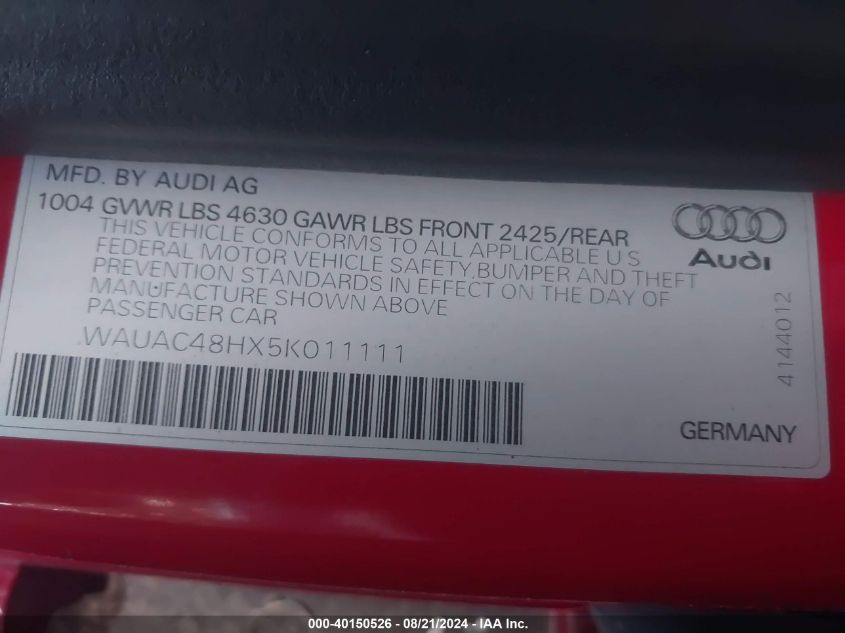 MFD. BY AUDI AG
1004 GVWR LBS 4630 GAWR LBS FRONT 2425/REAR
THIS VEHICLE CONFORMS TO ALL APPLICABLE U S
FEDERAL MOTOR VEHICLE SAFETY, BUMPER AND THEFT
PREVENTION STANDARDS IN EFFECT ON THE DAY OF
MANUFACTURE SHOWN ABOVE
PASSENGER CAR
WAUAC48HX5K011111
Audi
4144012
GERMANY
000-40150526 - 08/21/2024 - IAA Inc.